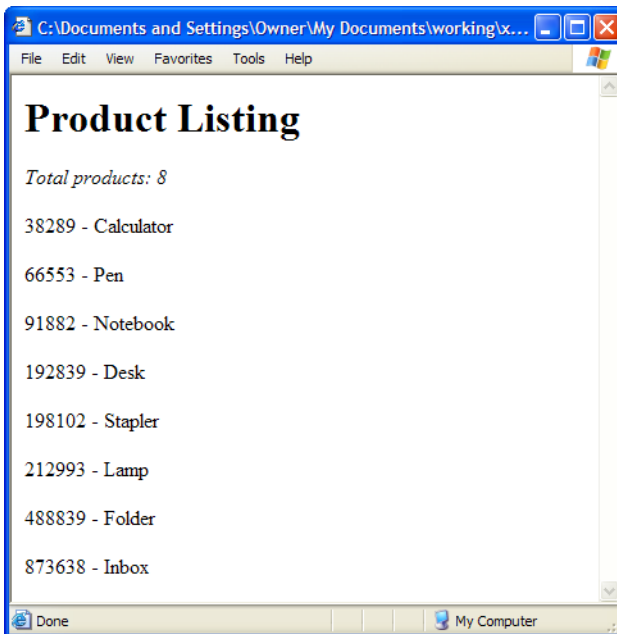 C:\Documents and Settings\Owner\My Documents\working\x...
File Edit View Favorites Tools Help
Product Listing
Total products: 8
38289 - Calculator
66553 - Pen
91882 - Notebook
192839 - Desk
198102 - Stapler
212993 - Lamp
488839 - Folder
873638 - Inbox
Done My Computer